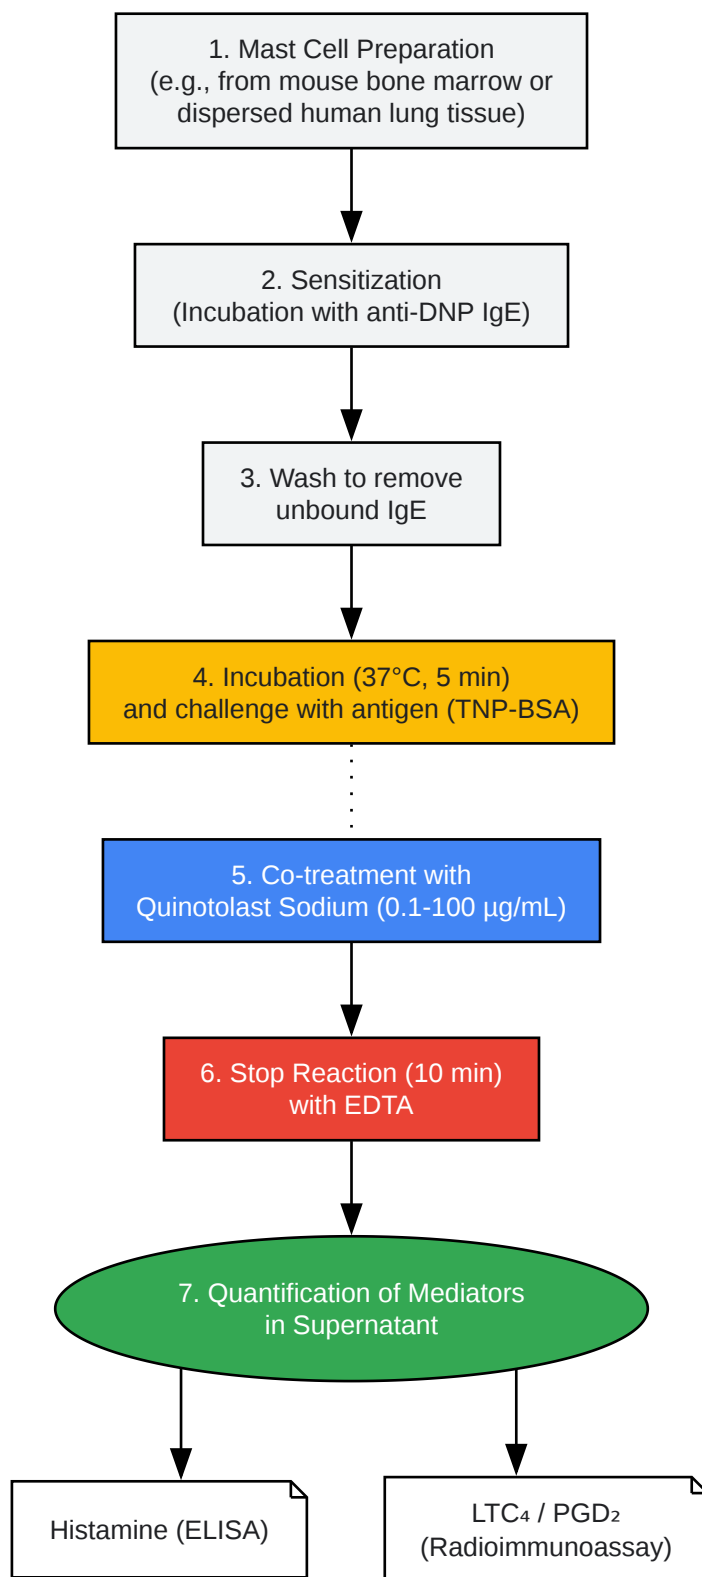 1. Mast Cell Preparation
(e.g., from mouse bone marrow or
dispersed human lung tissue)
2. Sensitization
(Incubation with anti-DNP IgE)
3. Wash to remove
unbound IgE
4. Incubation (37°C, 5 min)
and challenge with antigen (TNP-BSA)
5. Co-treatment with
Quinotolast Sodium (0.1-100 µg/mL)
6. Stop Reaction (10 min)
with EDTA
7. Quantification of Mediators
in Supernatant
Histamine (ELISA)
LTC₄ / PGD₂
(Radioimmunoassay)